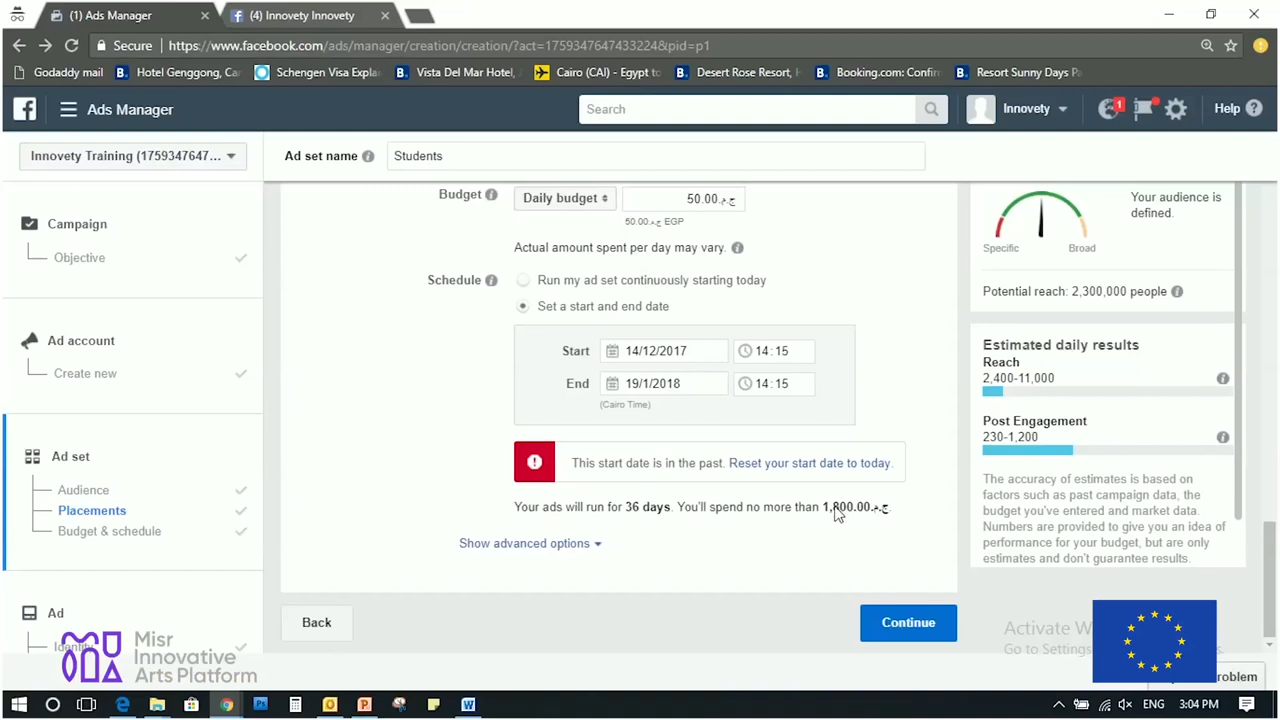 (1) Ads Manager
(4) Innovety Innovety
Secure
https://www.facebook.com/ads/manager/creation/creation/?act=1759347647433224&pid=p1
Godaddy mail
Hotel Genggong, Ca
Schengen Visa Expla
Vista Del Mar Hotel,
Cairo (CAI) - Egypt to
Desert Rose Resort, H
Booking.com: Confir
Resort Sunny Days Pa
Ads Manager
Search
Innovety
1
Help
Innovety Training (1759347647...
Ad set name
Students
Campaign
Objective
Ad account
Create new
Ad set
Audience
Placements
Budget & schedule
Ad
Identity
Budget
Daily budget
ج.م.50.00
ج.م.50.00 EGP
Actual amount spent per day may vary.
Schedule
Run my ad set continuously starting today
Set a start and end date
Start
14/12/2017
14:15
End
19/1/2018
14:15
(Cairo Time)
This start date is in the past. Reset your start date to today.
Your ads will run for 36 days. You'll spend no more than ج.م.1,800.00.
Show advanced options
Back
Continue
Your audience is
defined.
Specific
Broad
Potential reach: 2,300,000 people
Estimated daily results
Reach
2,400-11,000
Post Engagement
230-1,200
The accuracy of estimates is based on
factors such as past campaign data, the
budget you've entered and market data.
Numbers are provided to give you an idea of
performance for your budget, but are only
estimates and don't guarantee results.
Activate W
Go to Settings
roblem
Misr
Innovative
Arts Platform
ENG
3:04 PM